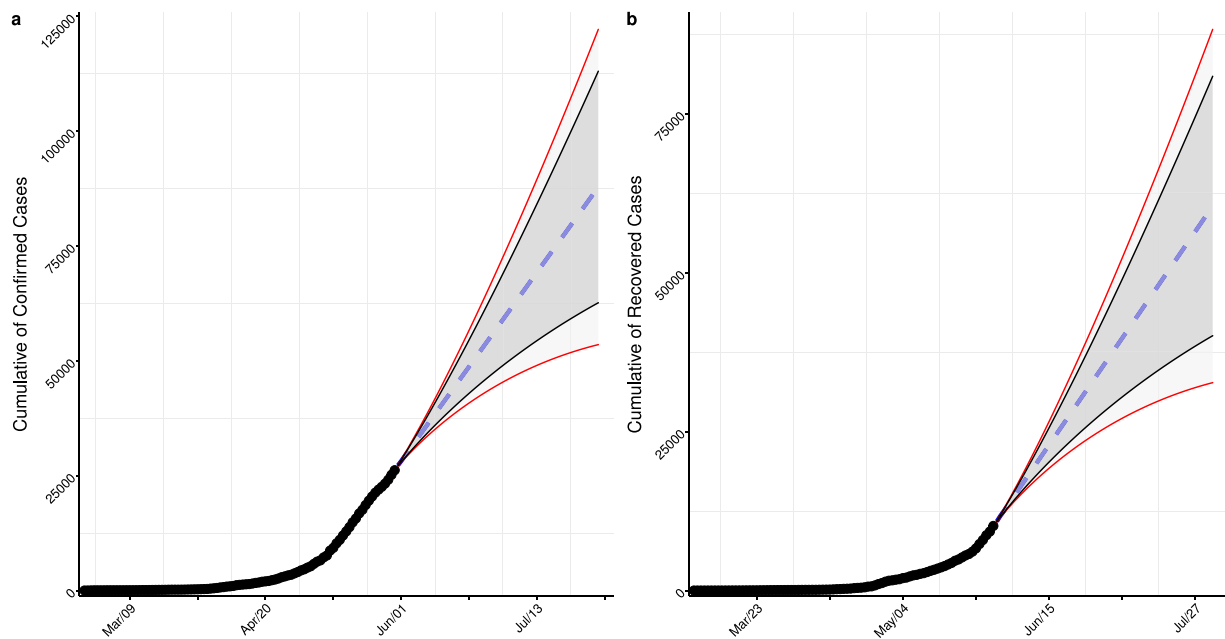 a
Cumulative of Confirmed Cases
125000
100000
75000
50000
25000
0
Mar/09
Apr/20
Jun/01
Jul/13
b
Cumulative of Recovered Cases
75000
50000
25000
0
Mar/23
May/04
Jun/15
Jul/27